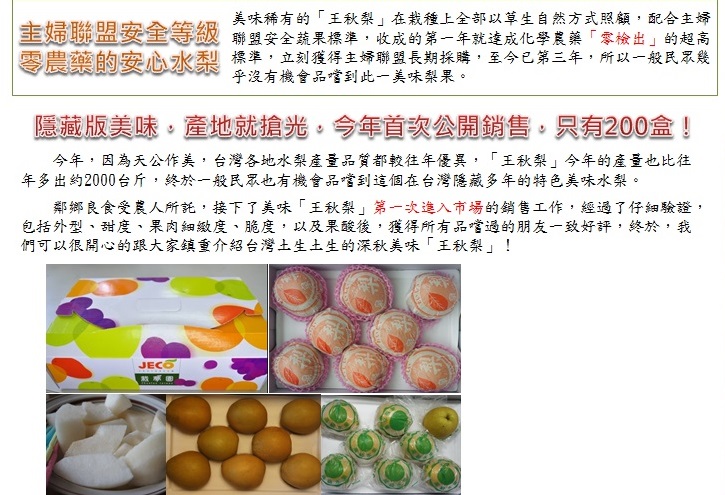 主婦聯盟安全等級
零農藥的安心水梨
美味稀有的「王秋梨」在栽種上全部以草生自然方式照顧，配合主婦
聯盟安全蔬果標準，收成的第一年就達成化學農藥「零檢出」的超高
標準，立刻獲得主婦聯盟長期採購，至今已第三年，所以一般民眾幾
乎沒有機會品嚐到此一美味梨果。
隱藏版美味，產地就搶光，今年首次公開銷售，只有200盒！
今年，因為天公作美，台灣各地水梨產量品質都較往年優異，「王秋梨」今年的產量也比往
年多出約2000台斤，終於一般民眾也有機會品嚐到這個在台灣隱藏多年的特色美味水梨。
鄰鄉良食受農人所託，接下了美味「王秋梨」第一次進入市場的銷售工作，經過了仔細驗證，
包括外型、甜度、果肉細緻度、脆度，以及果酸後，獲得所有品嚐過的朋友一致好評，終於，我
們可以很開心的跟大家鎮重介紹台灣土生土生的深秋美味「王秋梨」！
JECO